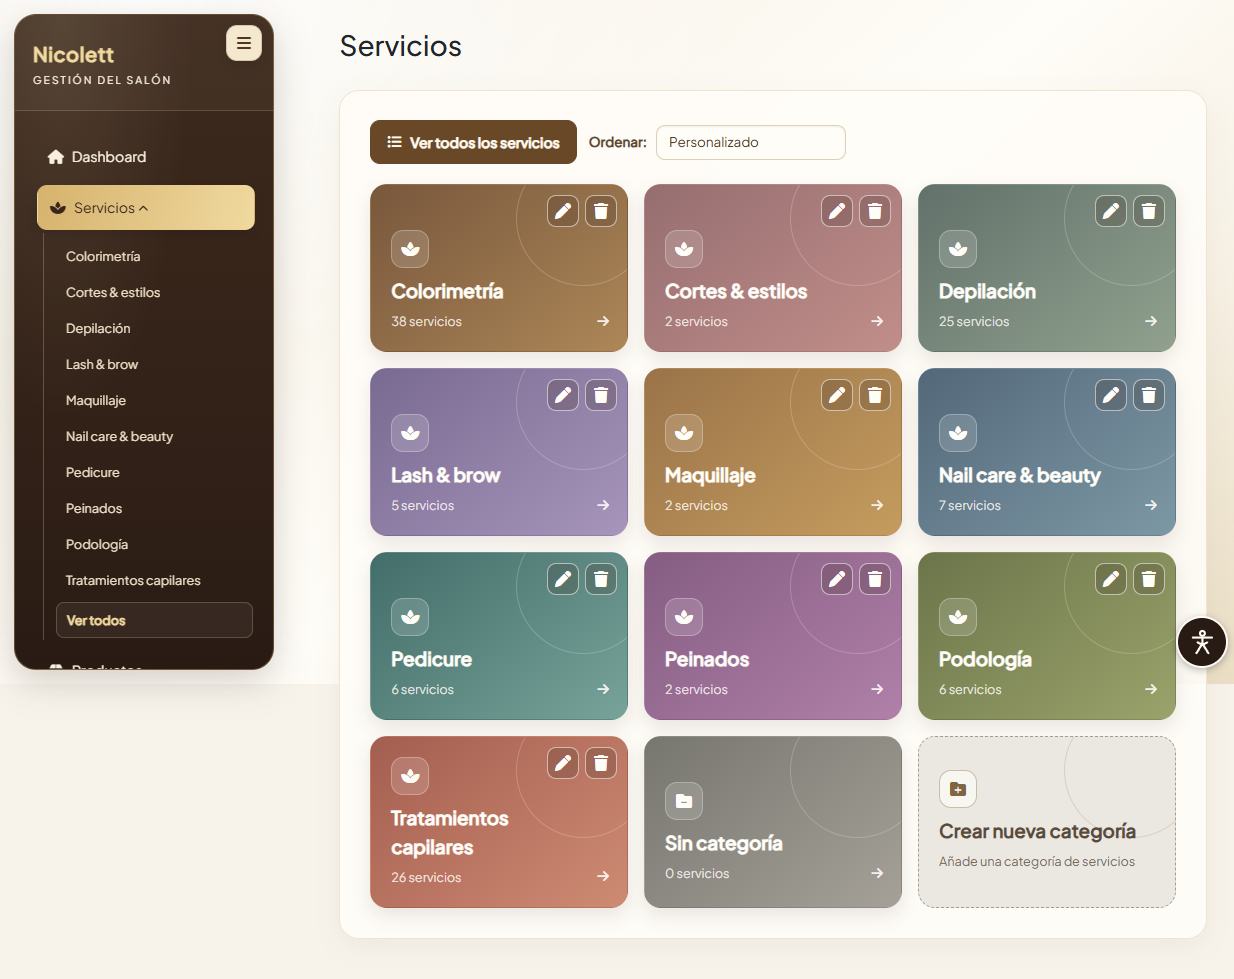 Nicolett
GESTIÓN DEL SALÓN
Dashboard
Servicios
Colorimetría
Cortes & estilos
Depilación
Lash & brow
Maquillaje
Nail care & beauty
Pedicure
Peinados
Podología
Tratamientos capilares
Ver todos
Productos
Servicios
Ver todos los servicios
Ordenar:
Personalizado
Colorimetría
38 servicios
Cortes & estilos
2 servicios
Depilación
25 servicios
Lash & brow
5 servicios
Maquillaje
2 servicios
Nail care & beauty
7 servicios
Pedicure
6 servicios
Peinados
2 servicios
Podología
6 servicios
Tratamientos
capilares
26 servicios
Sin categoría
0 servicios
Crear nueva categoría
Añade una categoría de servicios